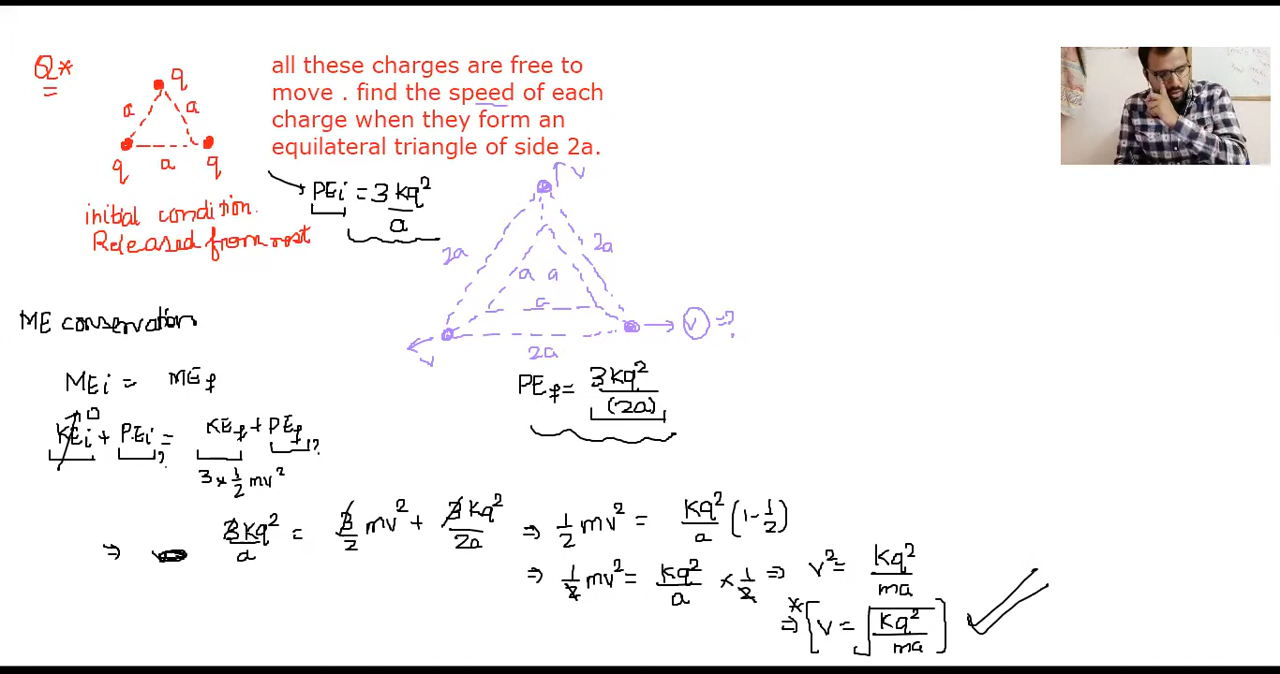 Q*
all these charges are free to
move . find the speed of each
charge when they form an
equilateral triangle of side 2a.
q
a a
q a q
initial condition.
Released from rest
PEi = 3kq²/a
v
2a 2a
a a
a
v
v =?
2a
PEf = 3kq²/(2a)
ME conservation
MEi = MEf
KEi→0 + PEi? = KEf + PEf?
3 × 1/2 mv²
⇒ 3kq²/a = 3/2 mv² + 3kq²/2a ⇒ 1/2 mv² = kq²/a (1-1/2)
⇒ 1/2 mv² = kq²/a × 1/2 ⇒ v² = kq²/ma
*⇒ [v = √(kq²/ma)]